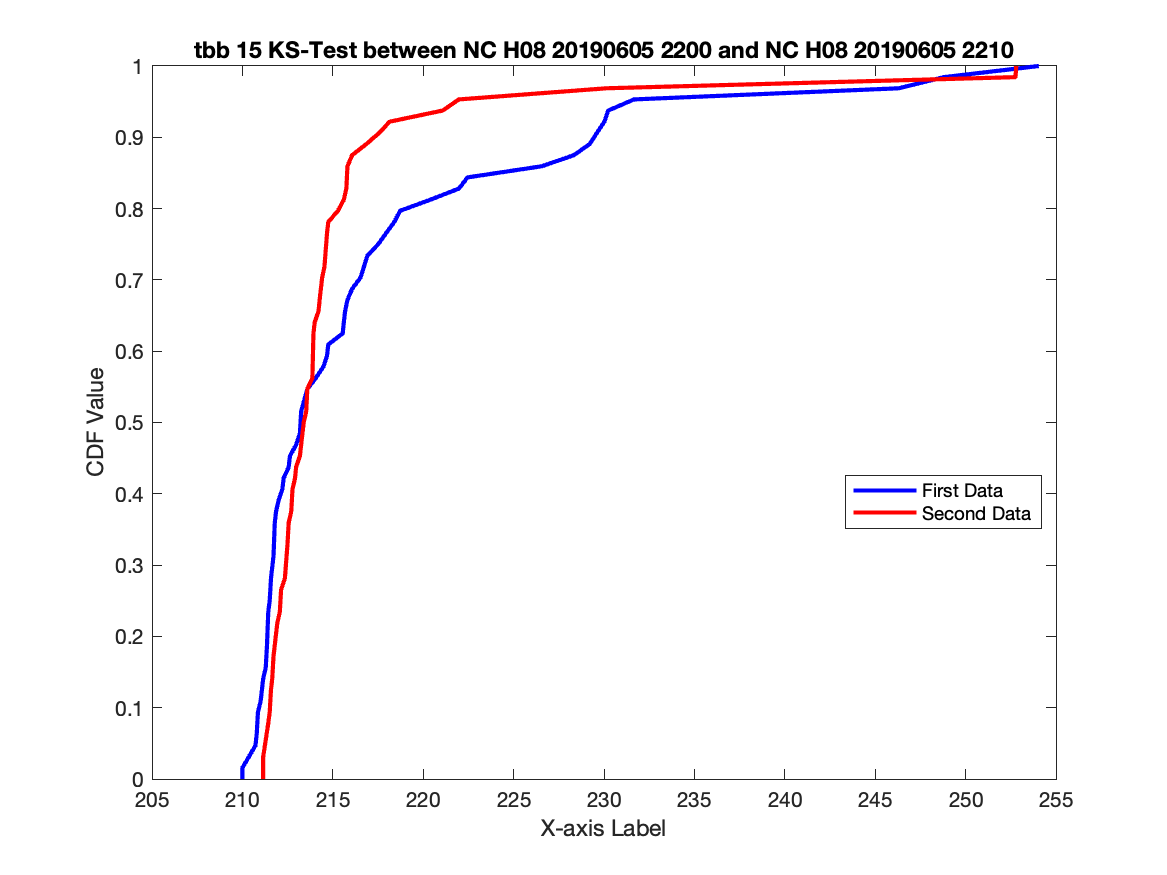 tbb 15 KS-Test between NC H08 20190605 2200 and NC H08 20190605 2210
1
0.9
0.8
0.7
0.6
0.5
0.4
0.3
0.2
0.1
0
CDF Value
First Data
Second Data
205 210 215 220 225 230 235 240 245 250 255
X-axis Label